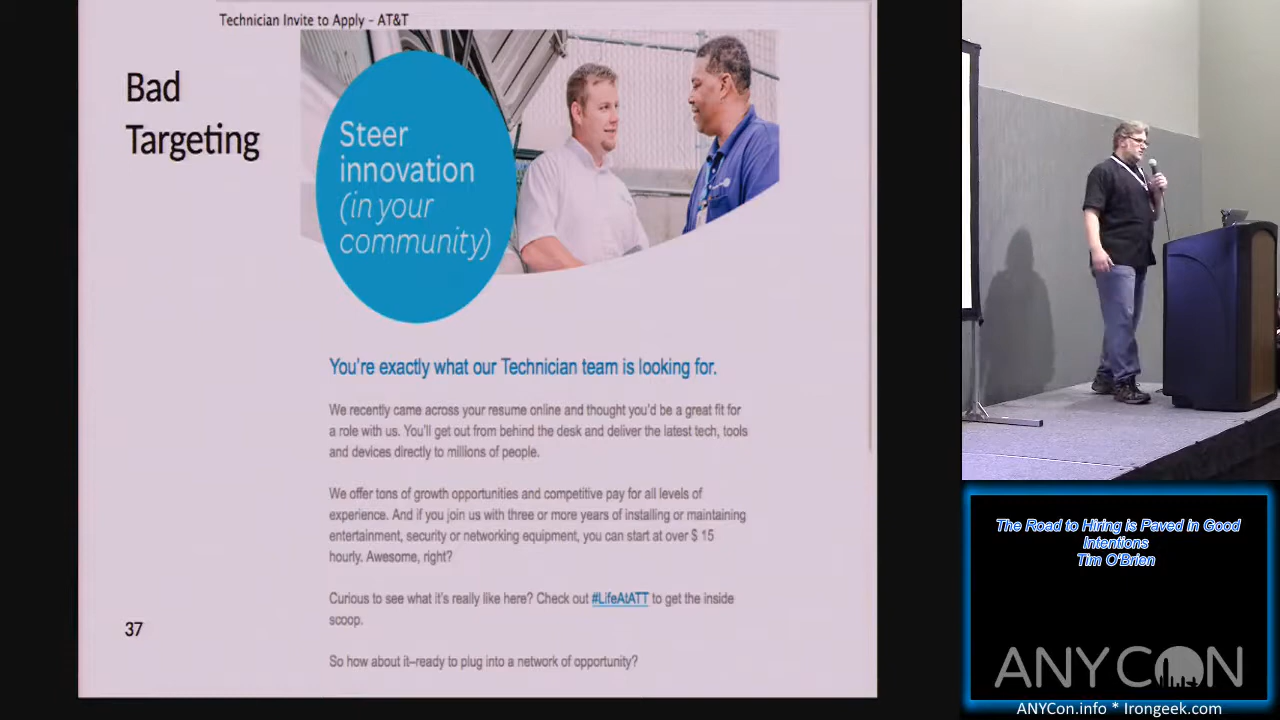 Technician Invite to Apply - AT&T
Bad
Targeting
Steer
innovation
(in your
community)
You're exactly what our Technician team is looking for.
We recently came across your resume online and thought you'd be a great fit for
a role with us. You'll get out from behind the desk and deliver the latest tech, tools
and devices directly to millions of people.
We offer tons of growth opportunities and competitive pay for all levels of
experience. And if you join us with three or more years of installing or maintaining
entertainment, security or networking equipment, you can start at over $ 15
hourly. Awesome, right?
Curious to see what it's really like here? Check out #LifeAtATT to get the inside
scoop.
So how about it–ready to plug into a network of opportunity?
37
The Road to Hiring is Paved in Good
Intentions
Tim O'Brien
ANYCON
ANYCon.info * Irongeek.com